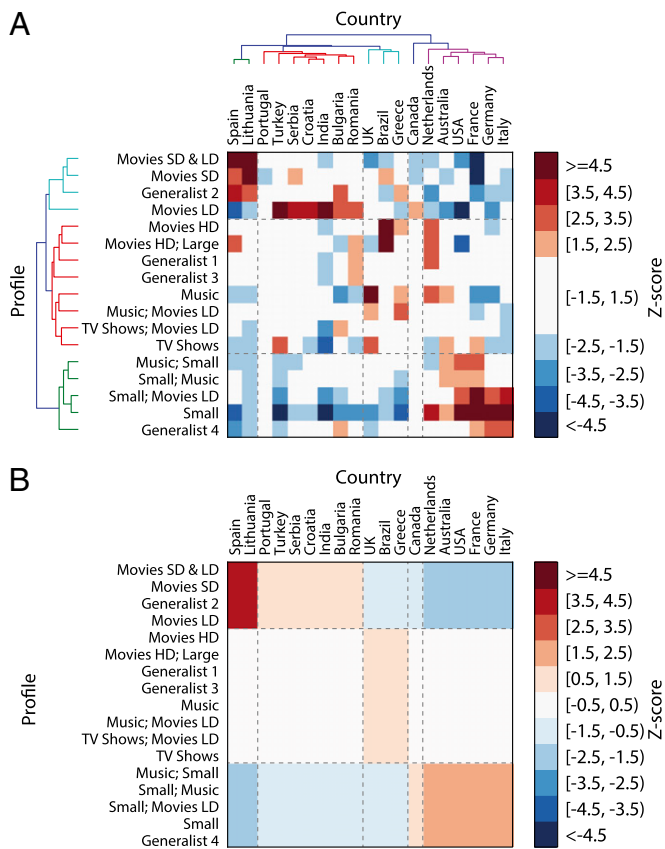 A
Country
Spain
Lithuania
Portugal
Turkey
Serbia
Croatia
India
Bulgaria
Romania
UK
Brazil
Greece
Canada
Netherlands
Australia
USA
France
Germany
Italy
Profile
Movies SD & LD
Movies SD
Generalist 2
Movies LD
Movies HD
Movies HD; Large
Generalist 1
Generalist 3
Music
Music; Movies LD
TV Shows; Movies LD
TV Shows
Music; Small
Small; Music
Small; Movies LD
Small
Generalist 4
>=4.5
[3.5, 4.5)
[2.5, 3.5)
[1.5, 2.5)
[-1.5, 1.5)
[-2.5, -1.5)
[-3.5, -2.5)
[-4.5, -3.5)
<-4.5
Z-score
B
Country
Spain
Lithuania
Portugal
Turkey
Serbia
Croatia
India
Bulgaria
Romania
UK
Brazil
Greece
Canada
Netherlands
Australia
USA
France
Germany
Italy
Profile
Movies SD & LD
Movies SD
Generalist 2
Movies LD
Movies HD
Movies HD; Large
Generalist 1
Generalist 3
Music
Music; Movies LD
TV Shows; Movies LD
TV Shows
Music; Small
Small; Music
Small; Movies LD
Small
Generalist 4
>=4.5
[3.5, 4.5)
[2.5, 3.5)
[1.5, 2.5)
[0.5, 1.5)
[-0.5, 0.5)
[-1.5, -0.5)
[-2.5, -1.5)
[-3.5, -2.5)
[-4.5, -3.5)
<-4.5
Z-score